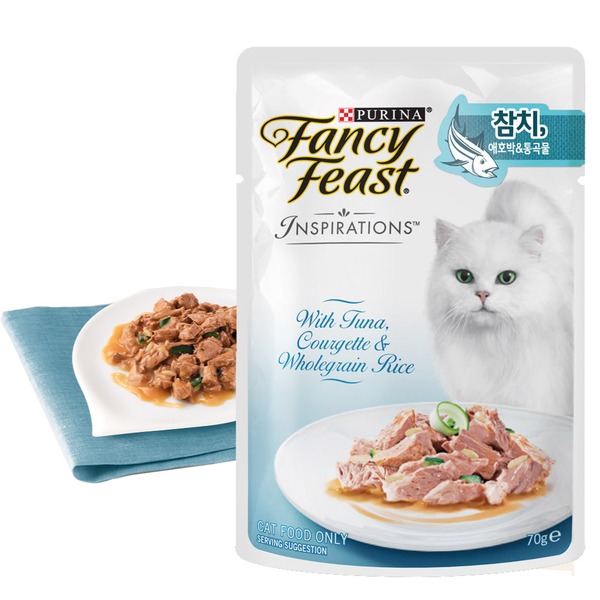 PURINA®
Fancy
Feast®
INSPIRATIONS™
참치,
애호박&통곡물
With Tuna,
Courgette &
Wholegrain Rice
CAT FOOD ONLY
SERVING SUGGESTION
70g℮